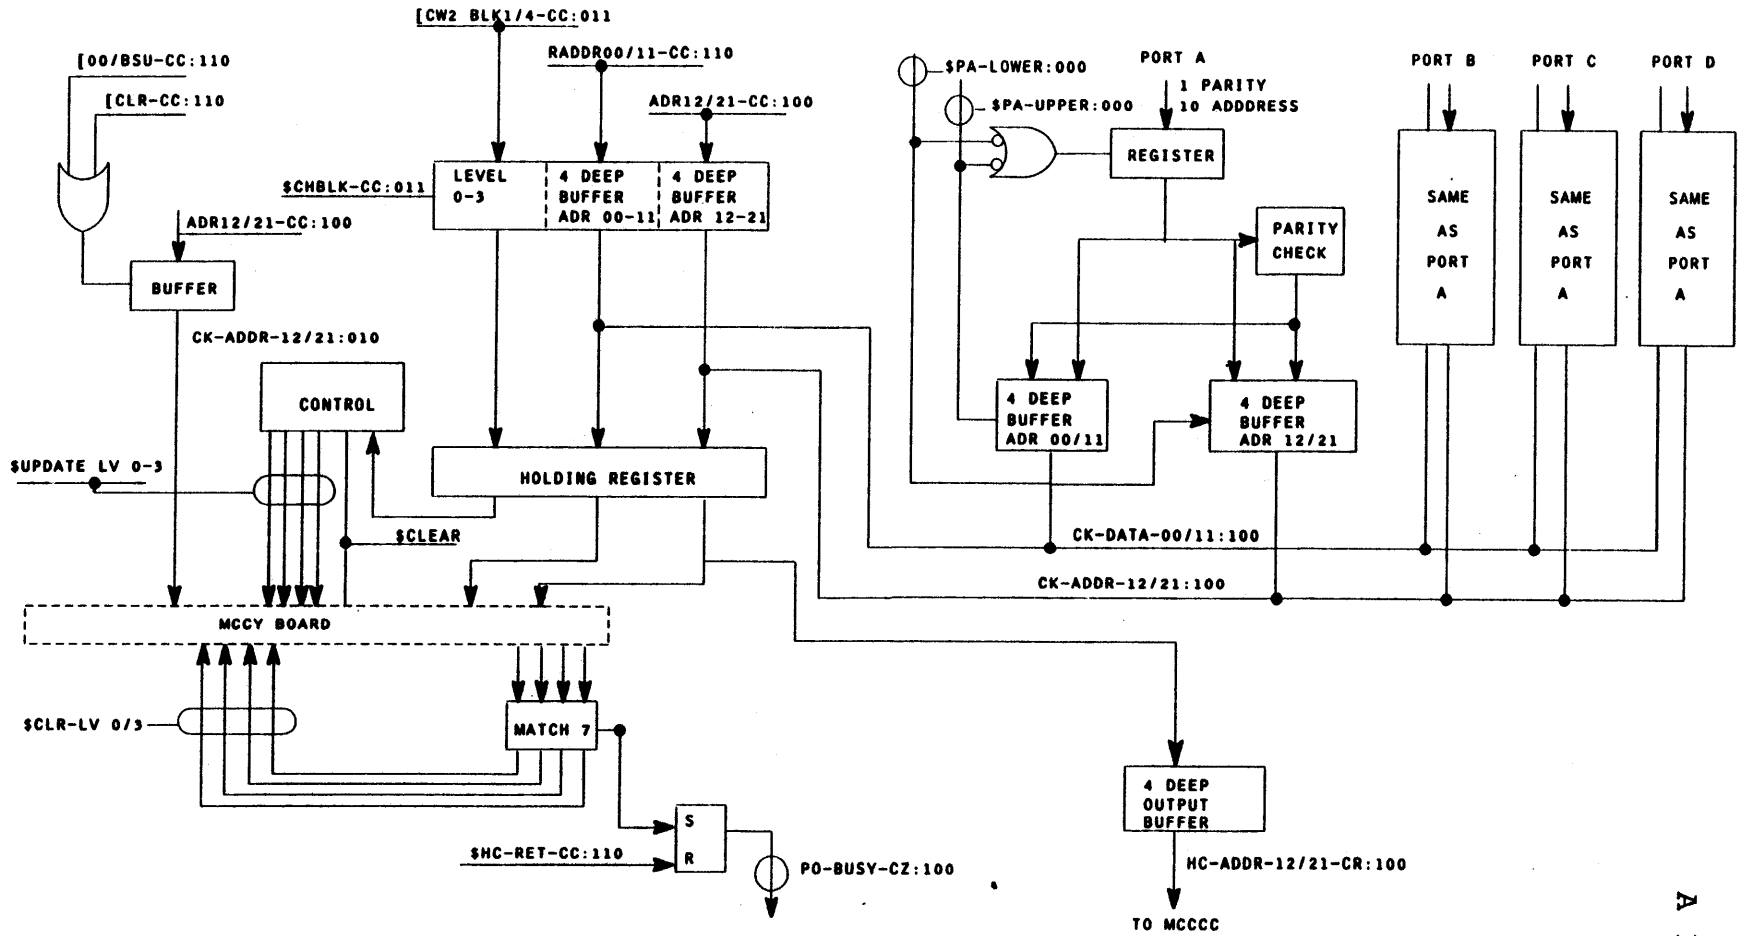 [CW2 BLK1/4-CC:011
RADDR00/11-CC:110
ADR12/21-CC:100
[00/BSU-CC:110
[CLR-CC:110
$PA-LOWER:000
$PA-UPPER:000
PORT A
1 PARITY
10 ADDDRESS
PORT B
PORT C
PORT D
REGISTER
$CHBLK-CC:011
LEVEL
0-3
4 DEEP
BUFFER
ADR 00-11
4 DEEP
BUFFER
ADR 12-21
ADR12/21-CC:100
BUFFER
PARITY
CHECK
SAME
AS
PORT
A
SAME
AS
PORT
A
SAME
AS
PORT
A
CK-ADDR-12/21:010
CONTROL
4 DEEP
BUFFER
ADR 00/11
4 DEEP
BUFFER
ADR 12/21
$UPDATE LV 0-3
HOLDING REGISTER
$CLEAR
CK-DATA-00/11:100
CK-ADDR-12/21:100
MCCY BOARD
$CLR-LV 0/3
MATCH 7
4 DEEP
OUTPUT
BUFFER
S
R
$HC-RET-CC:110
PO-BUSY-CZ:100
HC-ADDR-12/21-CR:100
TO MCCCC
A